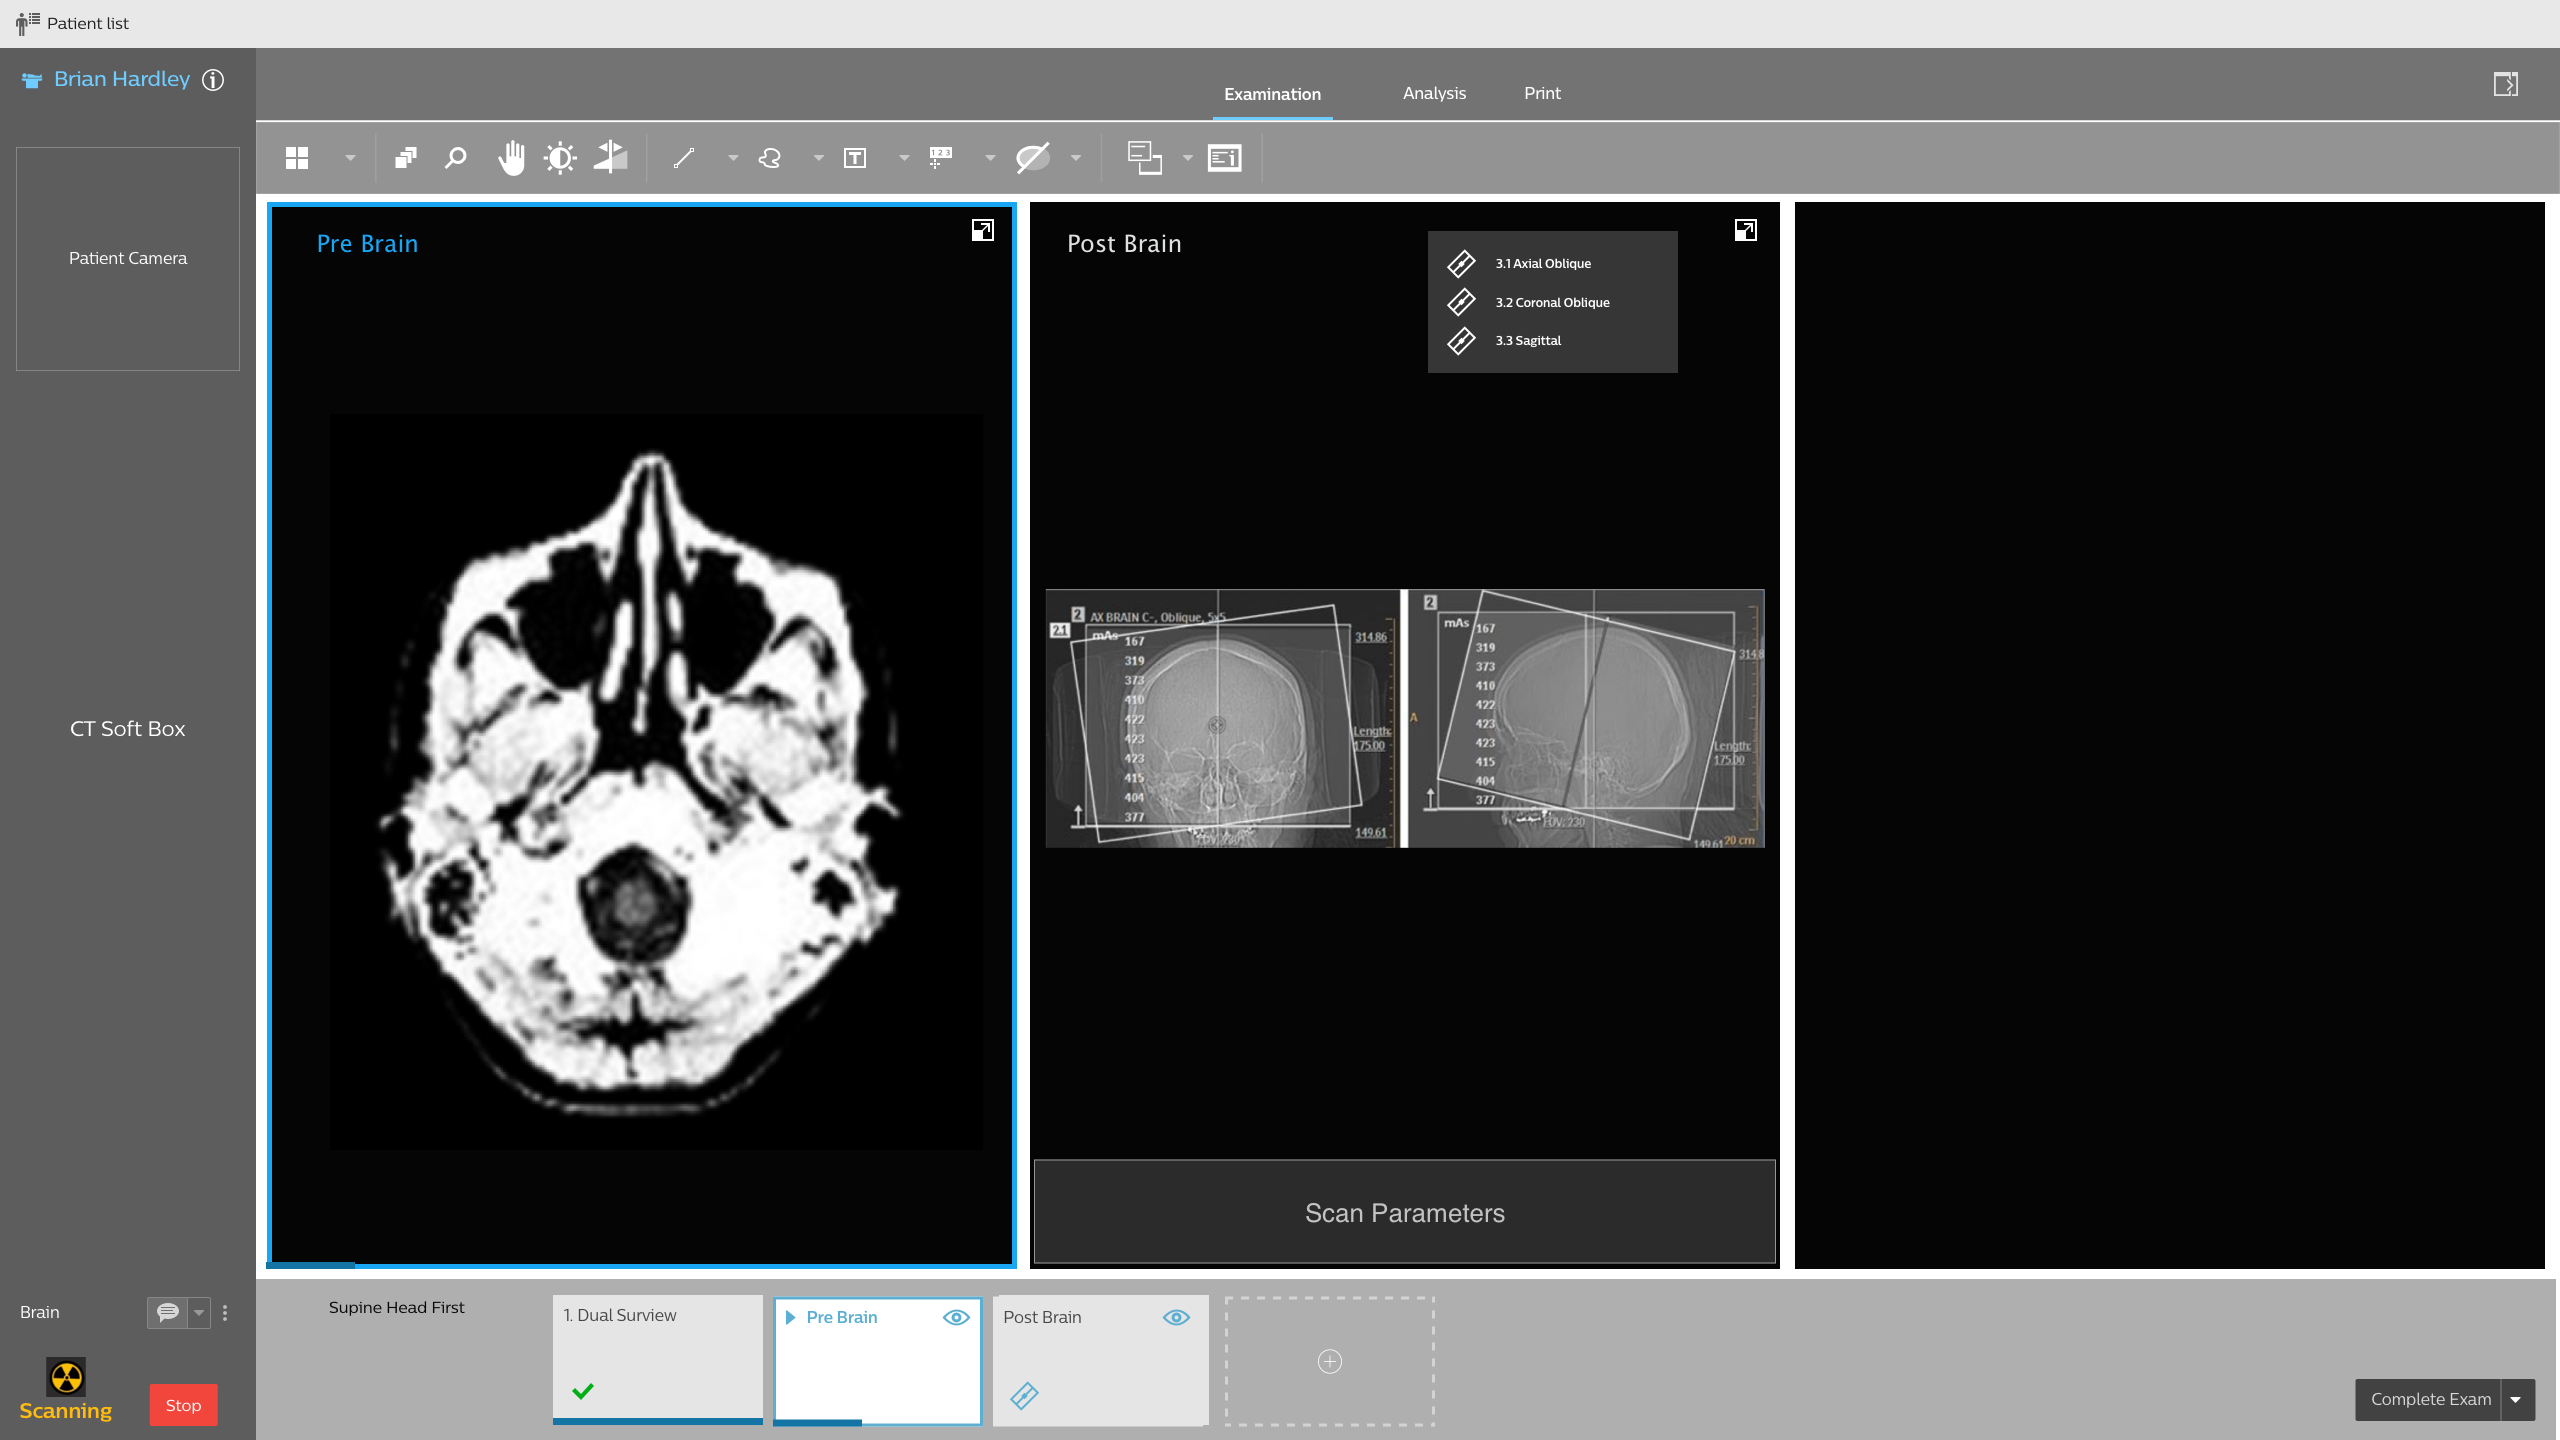 Patient list
Brian Hardley
Examination
Analysis
Print
Patient Camera
CT Soft Box
Pre Brain
Post Brain
3.1 Axial Oblique
3.2 Coronal Oblique
3.3 Sagittal
2 AX BRAIN C-, Oblique, 5x5
2.1
mAs 167
319
373
410
422
423
423
415
404
377
314.86
Length:
175.00
149.61
2
mAs 167
319
373
410
422
423
423
415
404
377
314.8
A
Length:
175.00
FOV: 230
149.61
20 cm
Scan Parameters
Brain
Scanning
Stop
Supine Head First
1. Dual Surview
Pre Brain
Post Brain
Complete Exam